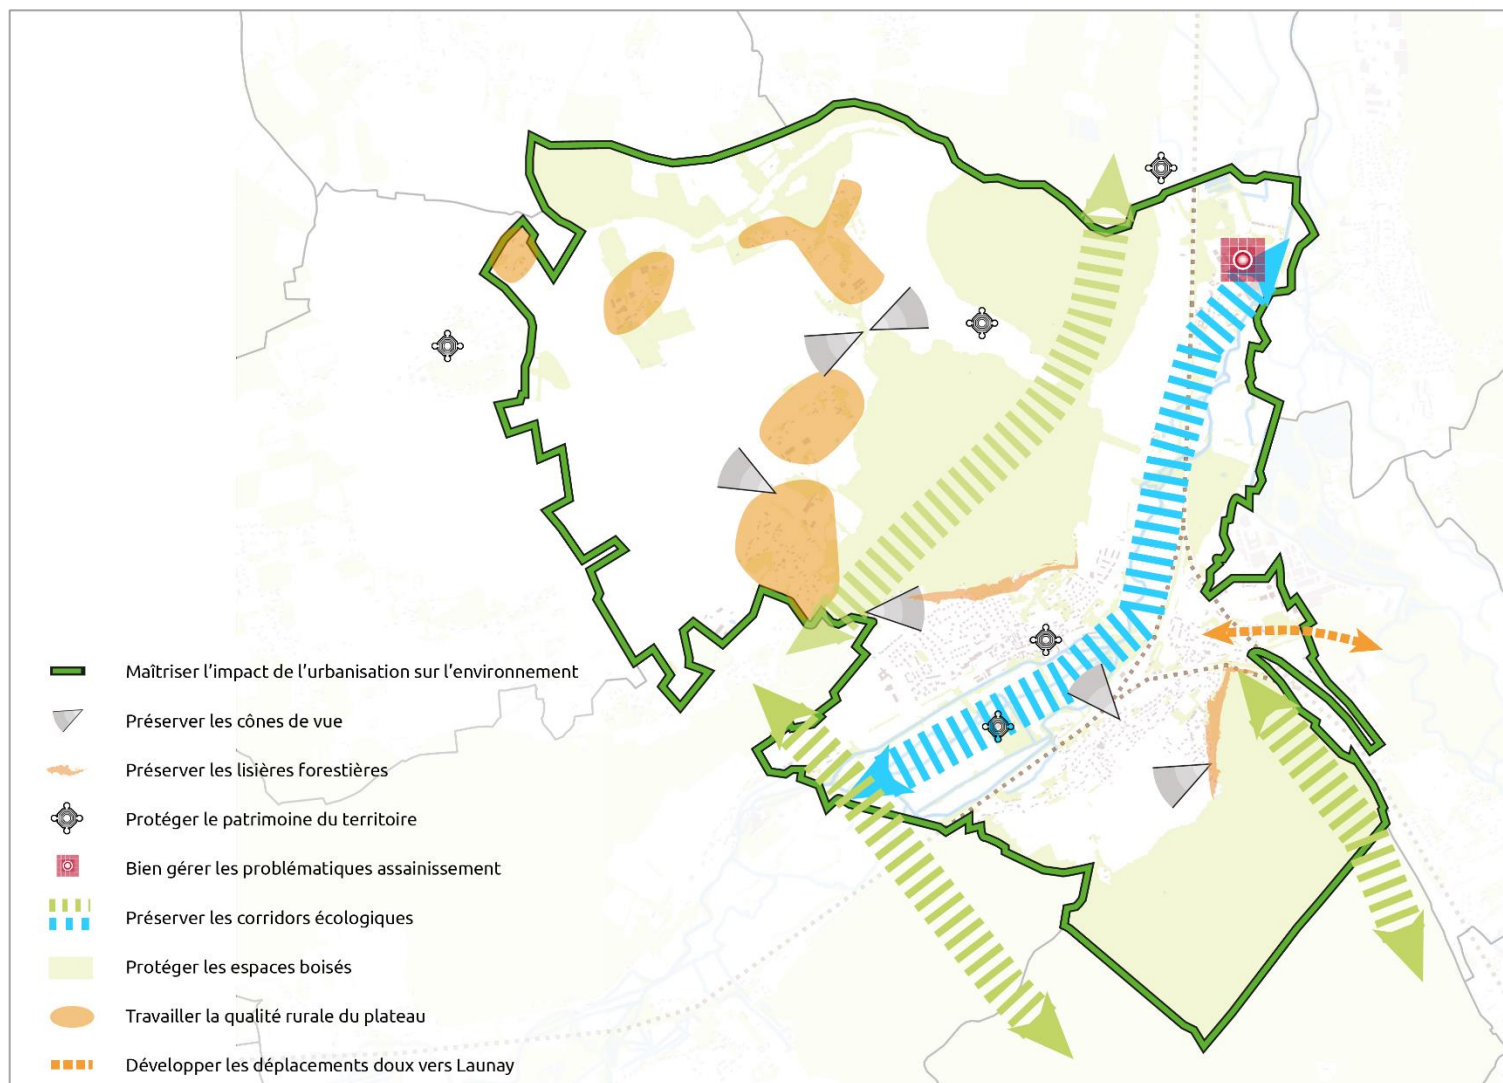 Maîtriser l’impact de l’urbanisation sur l’environnement
Préserver les cônes de vue
Préserver les lisières forestières
Protéger le patrimoine du territoire
Bien gérer les problématiques assainissement
Préserver les corridors écologiques
Protéger les espaces boisés
Travailler la qualité rurale du plateau
Développer les déplacements doux vers Launay